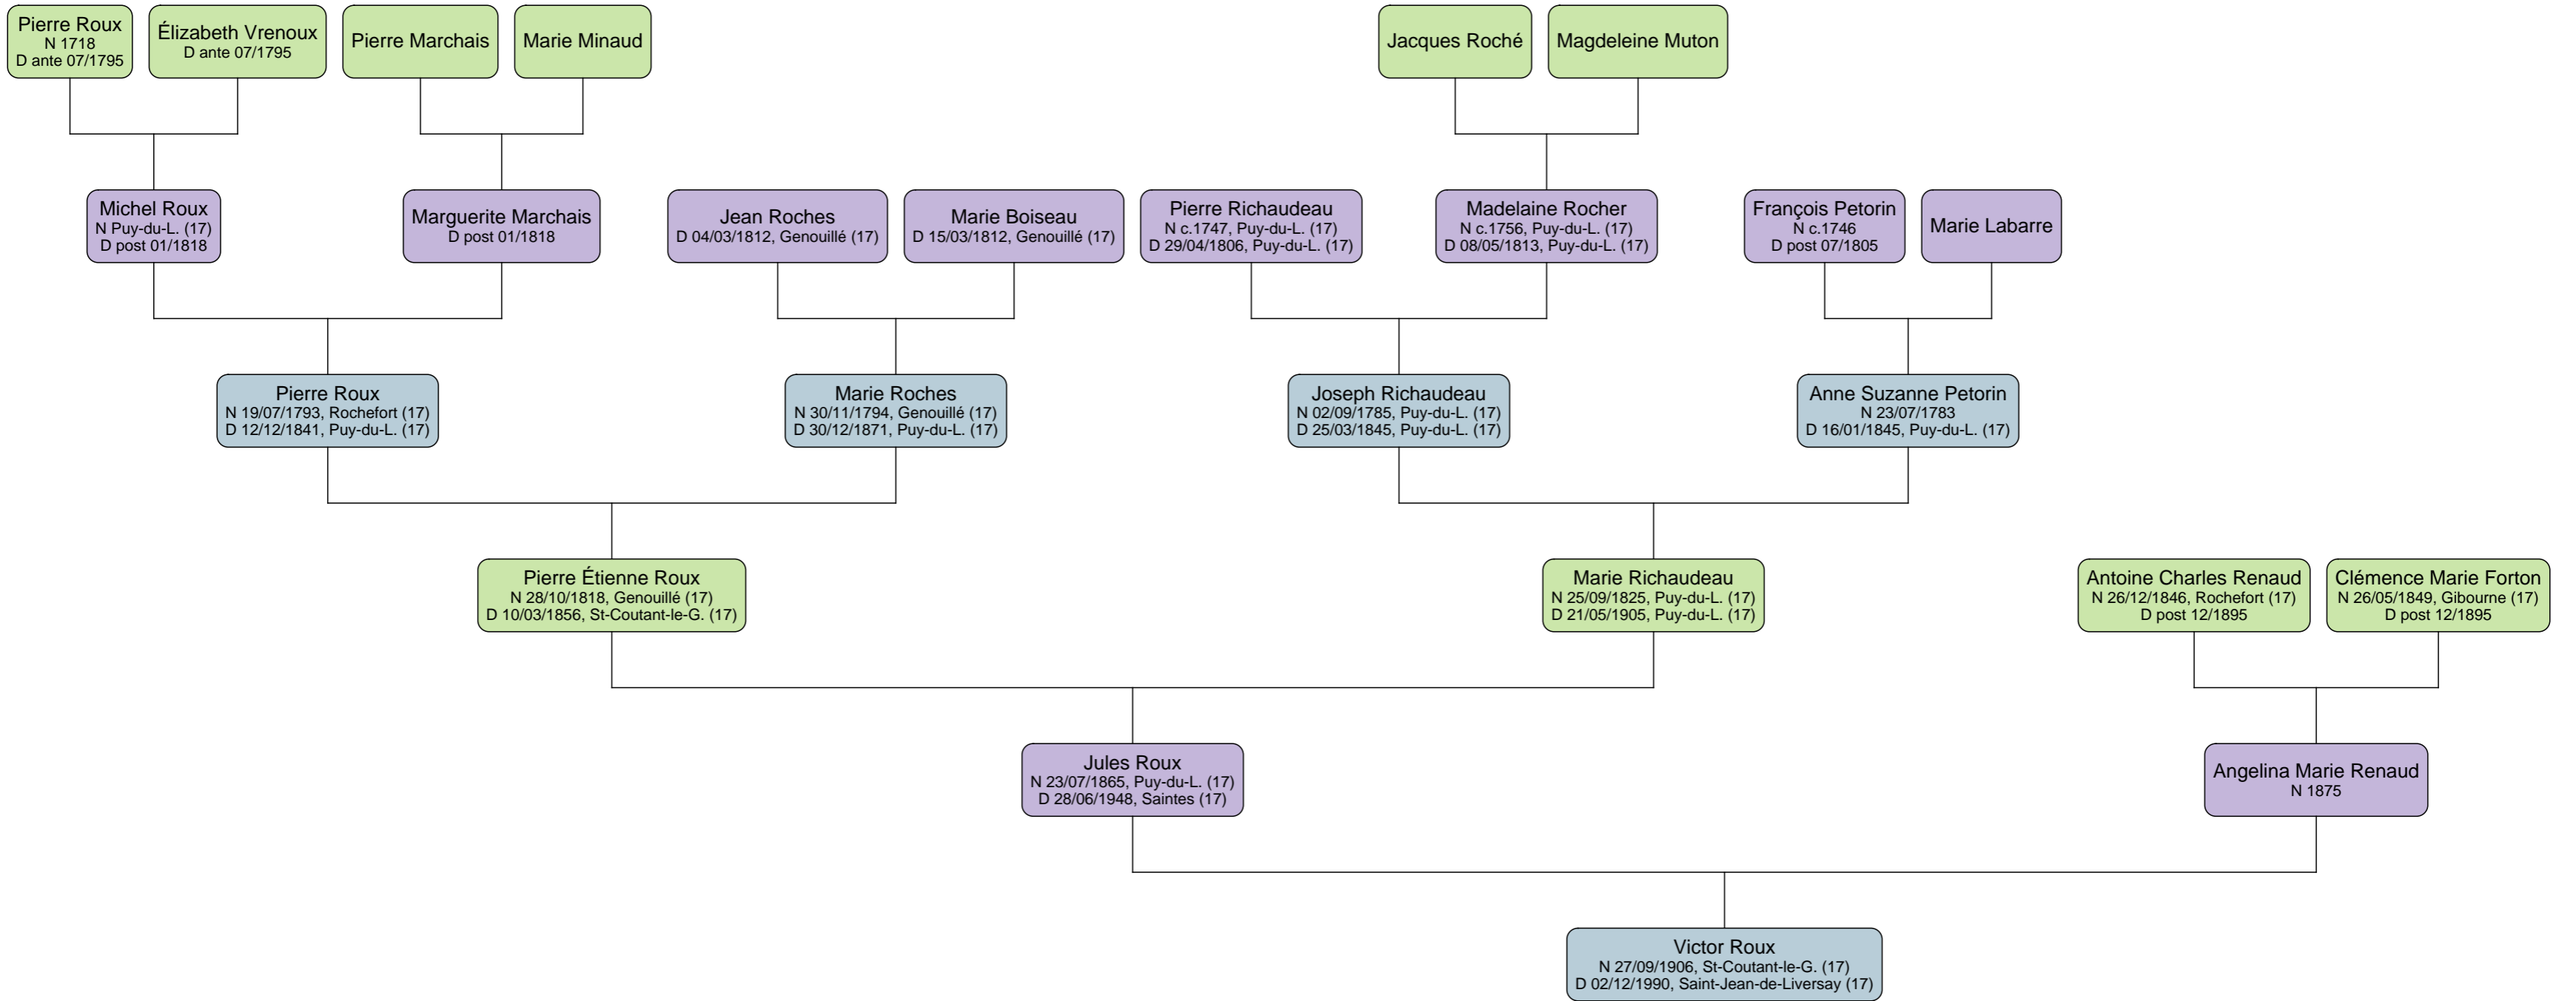 Pierre Roux
N 1718
D ante 07/1795
Élizabeth Vrenoux
D ante 07/1795
Pierre Marchais
Marie Minaud
Jacques Roché
Magdeleine Muton
Michel Roux
N Puy-du-L. (17)
D post 01/1818
Marguerite Marchais
D post 01/1818
Jean Roches
D 04/03/1812, Genouillé (17)
Marie Boiseau
D 15/03/1812, Genouillé (17)
Pierre Richaudeau
N c.1747, Puy-du-L. (17)
D 29/04/1806, Puy-du-L. (17)
Madelaine Rocher
N c.1756, Puy-du-L. (17)
D 08/05/1813, Puy-du-L. (17)
François Petorin
N c.1746
D post 07/1805
Marie Labarre
Pierre Roux
N 19/07/1793, Rochefort (17)
D 12/12/1841, Puy-du-L. (17)
Marie Roches
N 30/11/1794, Genouillé (17)
D 30/12/1871, Puy-du-L. (17)
Joseph Richaudeau
N 02/09/1785, Puy-du-L. (17)
D 25/03/1845, Puy-du-L. (17)
Anne Suzanne Petorin
N 23/07/1783
D 16/01/1845, Puy-du-L. (17)
Pierre Étienne Roux
N 28/10/1818, Genouillé (17)
D 10/03/1856, St-Coutant-le-G. (17)
Marie Richaudeau
N 25/09/1825, Puy-du-L. (17)
D 21/05/1905, Puy-du-L. (17)
Antoine Charles Renaud
N 26/12/1846, Rochefort (17)
D post 12/1895
Clémence Marie Forton
N 26/05/1849, Gibourne (17)
D post 12/1895
Jules Roux
N 23/07/1865, Puy-du-L. (17)
D 28/06/1948, Saintes (17)
Angelina Marie Renaud
N 1875
Victor Roux
N 27/09/1906, St-Coutant-le-G. (17)
D 02/12/1990, Saint-Jean-de-Liversay (17)